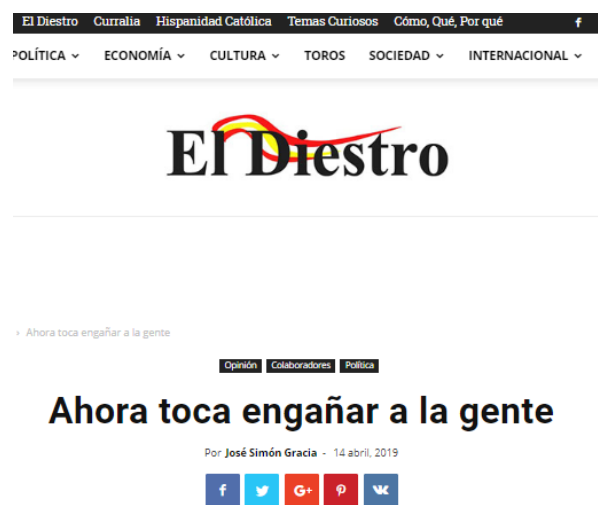 El Diestro Curralia Hispanidad Católica Temas Curiosos Cómo, Qué, Por qué f
POLÍTICA ECONOMÍA CULTURA TOROS SOCIEDAD INTERNACIONAL
El Diestro
› Ahora toca engañar a la gente
Opinión Colaboradores Política
Ahora toca engañar a la gente
Por José Simón Gracia - 14 abril, 2019
f G+